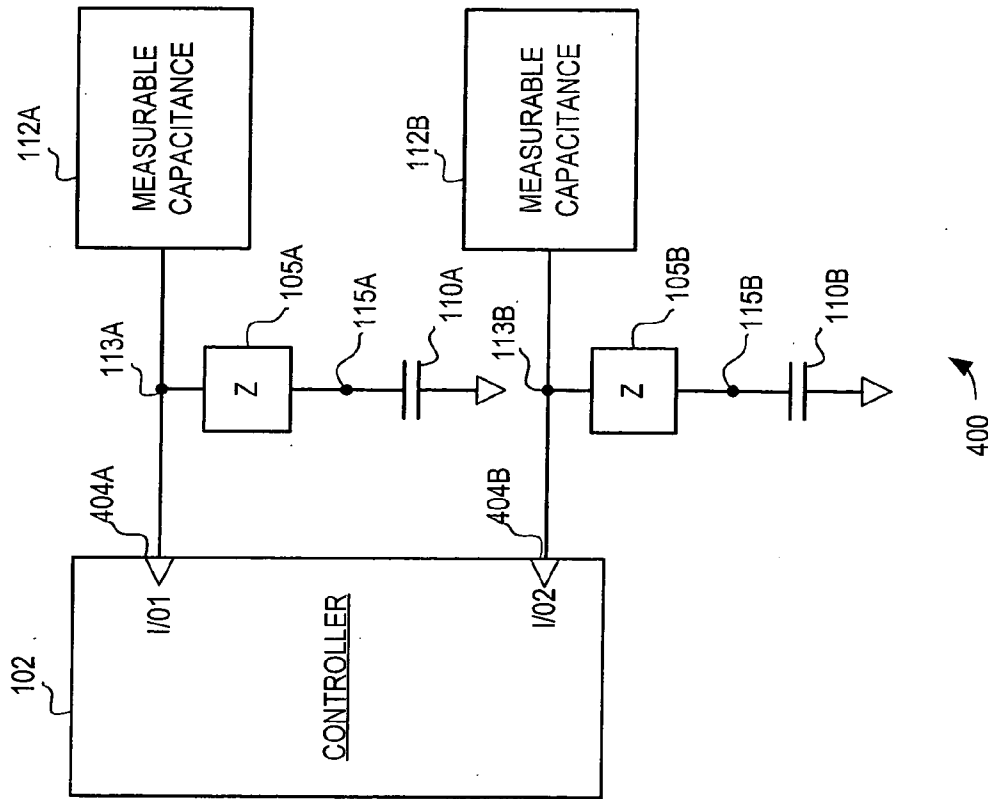 102
CONTROLLER
I/01
404A
I/02
404B
113A
Z
105A
115A
110A
112A
MEASURABLE
CAPACITANCE
113B
Z
105B
115B
110B
112B
MEASURABLE
CAPACITANCE
400